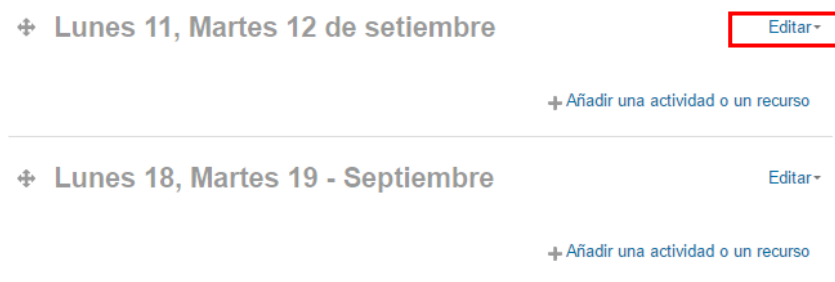 Lunes 11, Martes 12 de setiembre
Editar
Añadir una actividad o un recurso
Lunes 18, Martes 19 - Septiembre
Editar
Añadir una actividad o un recurso